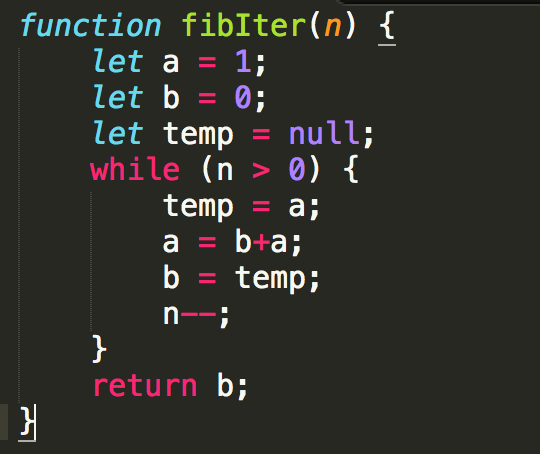 function fibIter(n) {
    let a = 1;
    let b = 0;
    let temp = null;
    while (n > 0) {
        temp = a;
        a = b+a;
        b = temp;
        n--;
    }
    return b;
}